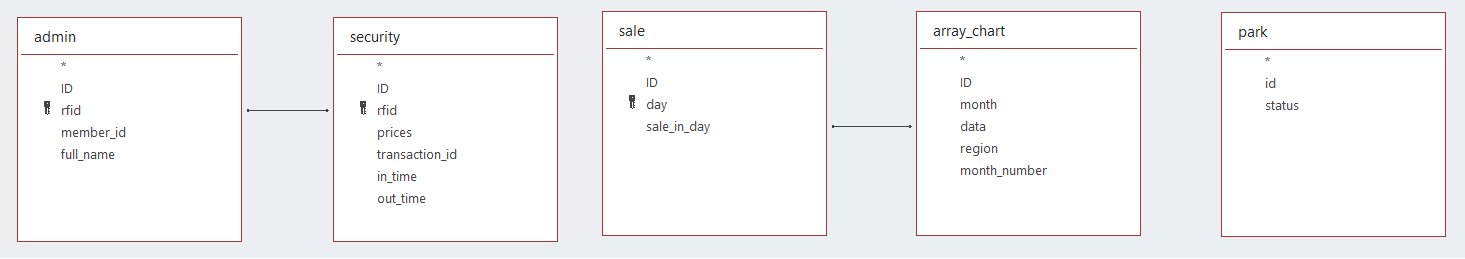 admin
*
ID
rfid
member_id
full_name
security
*
ID
rfid
prices
transaction_id
in_time
out_time
sale
*
ID
day
sale_in_day
array_chart
*
ID
month
data
region
month_number
park
*
id
status